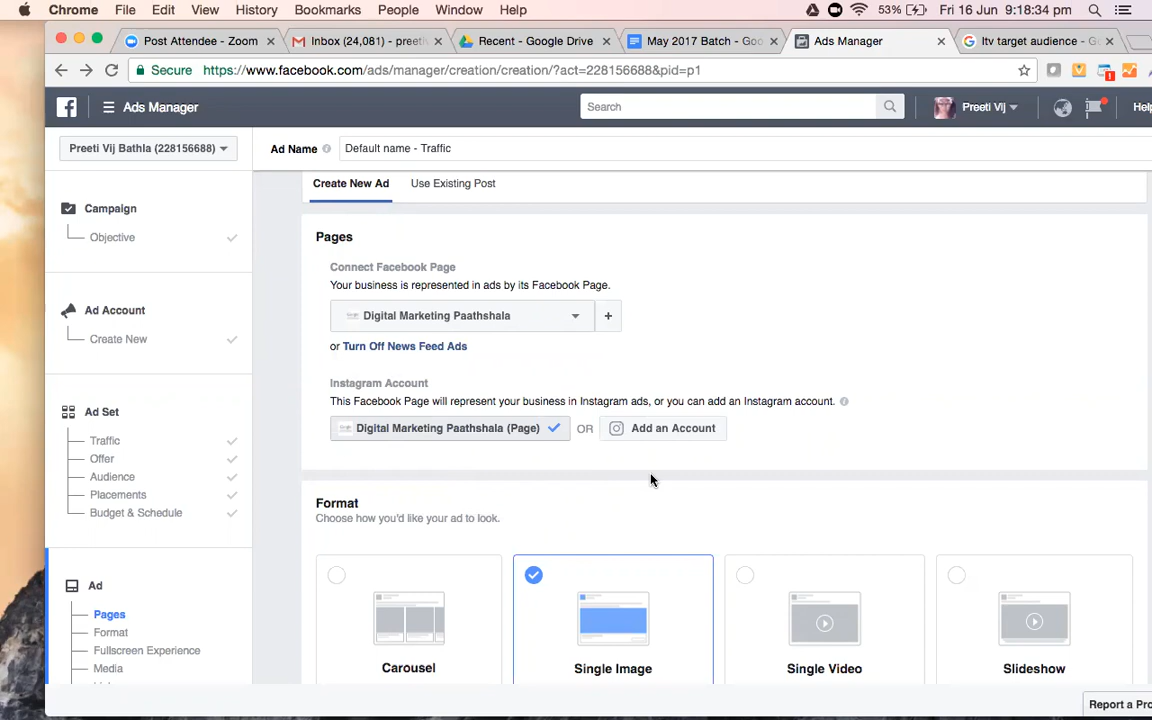 Chrome File Edit View History Bookmarks People Window Help 53% Fri 16 Jun 9:18:34 pm
Post Attendee - Zoom
Inbox (24,081) - preeti
Recent - Google Drive
May 2017 Batch - Goo
Ads Manager
ltv target audience - G
Secure https://www.facebook.com/ads/manager/creation/creation/?act=228156688&pid=p1
Ads Manager
Search
Preeti Vij
Help
Preeti Vij Bathla (228156688)
Ad Name
Default name - Traffic
Create New Ad
Use Existing Post
Campaign
Objective
Ad Account
Create New
Ad Set
Traffic
Offer
Audience
Placements
Budget & Schedule
Ad
Pages
Format
Fullscreen Experience
Media
Pages
Connect Facebook Page
Your business is represented in ads by its Facebook Page.
Digital Marketing Paathshala
+
or Turn Off News Feed Ads
Instagram Account
This Facebook Page will represent your business in Instagram ads, or you can add an Instagram account.
Digital Marketing Paathshala (Page) OR Add an Account
Format
Choose how you'd like your ad to look.
Carousel
Single Image
Single Video
Slideshow
Report a Pro